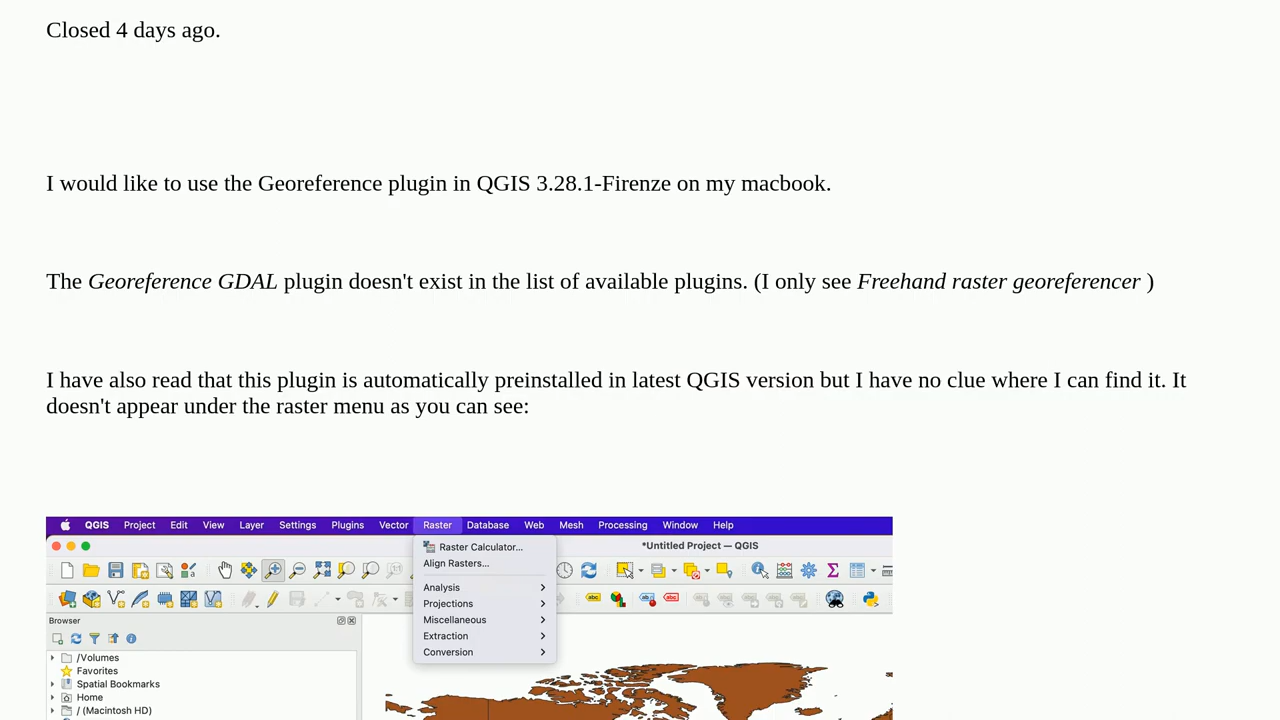 Closed 4 days ago.
I would like to use the Georeference plugin in QGIS 3.28.1-Firenze on my macbook.
The Georeference GDAL plugin doesn't exist in the list of available plugins. (I only see Freehand raster georeferencer )
I have also read that this plugin is automatically preinstalled in latest QGIS version but I have no clue where I can find it. It
doesn't appear under the raster menu as you can see:
QGIS Project Edit View Layer Settings Plugins Vector Raster Database Web Mesh Processing Window Help
*Untitled Project — QGIS
Raster Calculator...
Align Rasters...
Analysis
Projections
Miscellaneous
Extraction
Conversion
Browser
/Volumes
Favorites
Spatial Bookmarks
Home
/ (Macintosh HD)